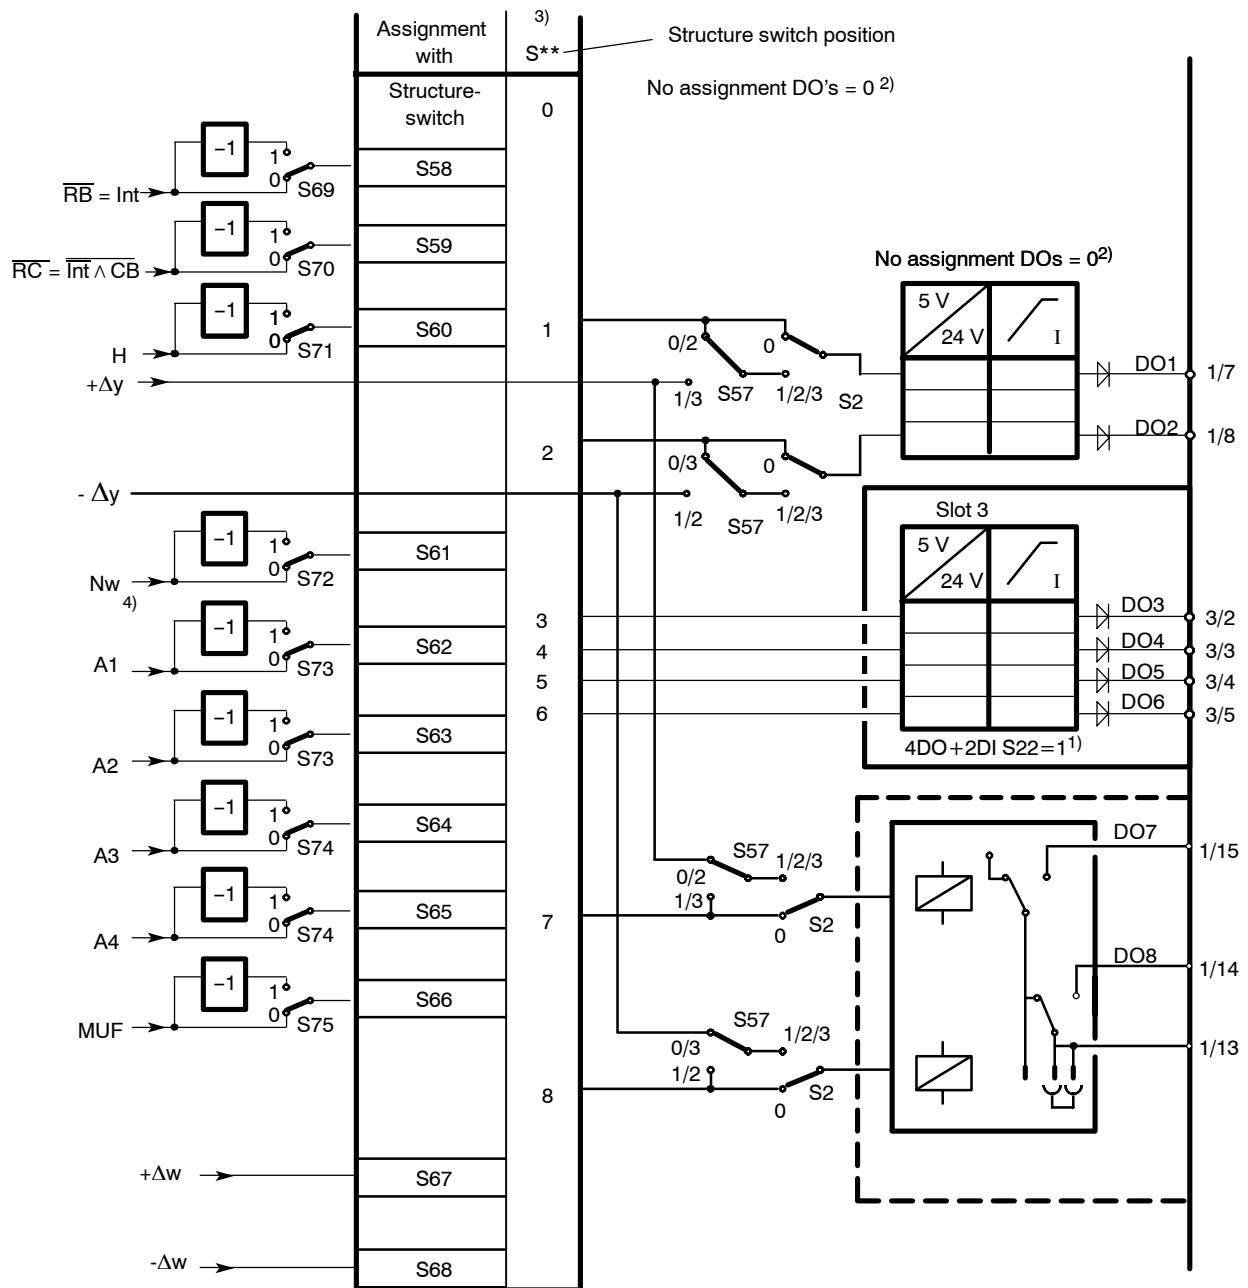 Assignment
with
3)
S**
Structure switch position
No assignment DO's = 0 2)
Structure-
switch
0
–1
1
0
S69
RB = Int
S58
–1
1
0
S70
RC = Int ∧ CB
S59
No assignment DOs = 0 2)
–1
1
0
S71
H
S60
1
0/2
0
1/3
S57
1/2/3
S2
5 V
24 V
I
DO1
1/7
DO2
1/8
+Δy
2
0/3
0
1/2
S57
1/2/3
- Δy
Slot 3
5 V
24 V
I
–1
1
0
S72
Nw
S61
4)
–1
1
0
S73
A1
S62
3
4
5
6
DO3
3/2
DO4
3/3
DO5
3/4
DO6
3/5
4DO+2DI S22=1 1)
–1
1
0
S73
A2
S63
–1
1
0
S74
A3
S64
S57
1/2/3
0/2
1/3
DO7
1/15
–1
1
0
S74
A4
S65
7
0
S2
DO8
1/14
–1
1
0
S75
MUF
S66
S57
1/2/3
0/3
1/2
1/13
8
0
S2
+Δw
S67
-Δw
S68